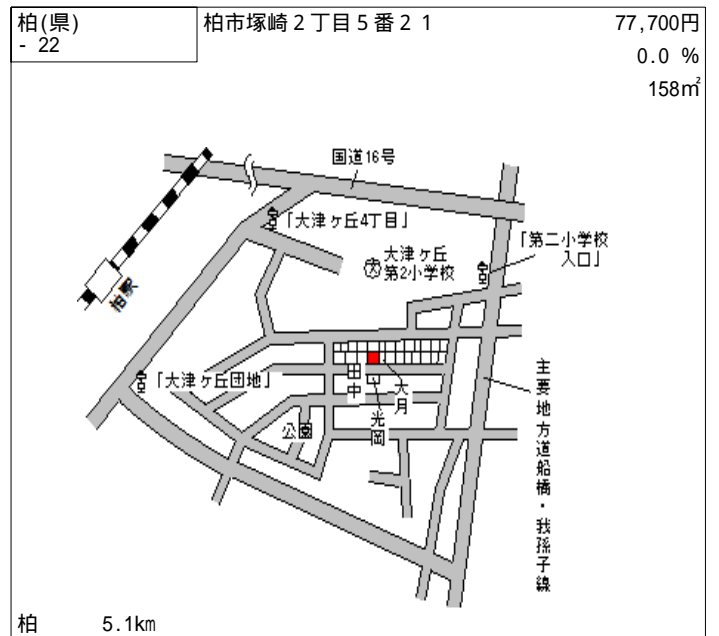 柏(県)
- 22
柏市塚崎２丁目５番２１
77,700円
0.0 %
158㎡
国道16号
「大津ヶ丘4丁目」
大津ヶ丘
第2小学校
「第二小学校
入口」
柏駅
「大津ヶ丘団地」
田中
大月
光岡
公園
主要地方道船橋・我孫子線
柏 5.1km